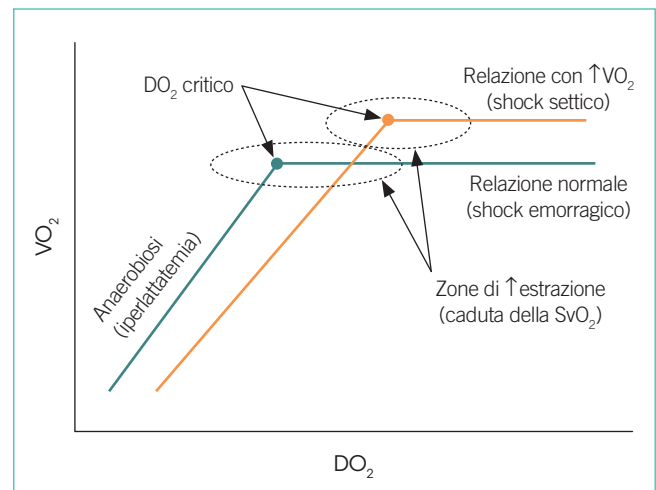 Relazione con ↑VO₂
(shock settico)
DO₂ critico
Relazione normale
(shock emorragico)
VO₂
Anaerobiosi
(iperlattatemia)
Zone di ↑estrazione
(caduta della SvO₂)
DO₂